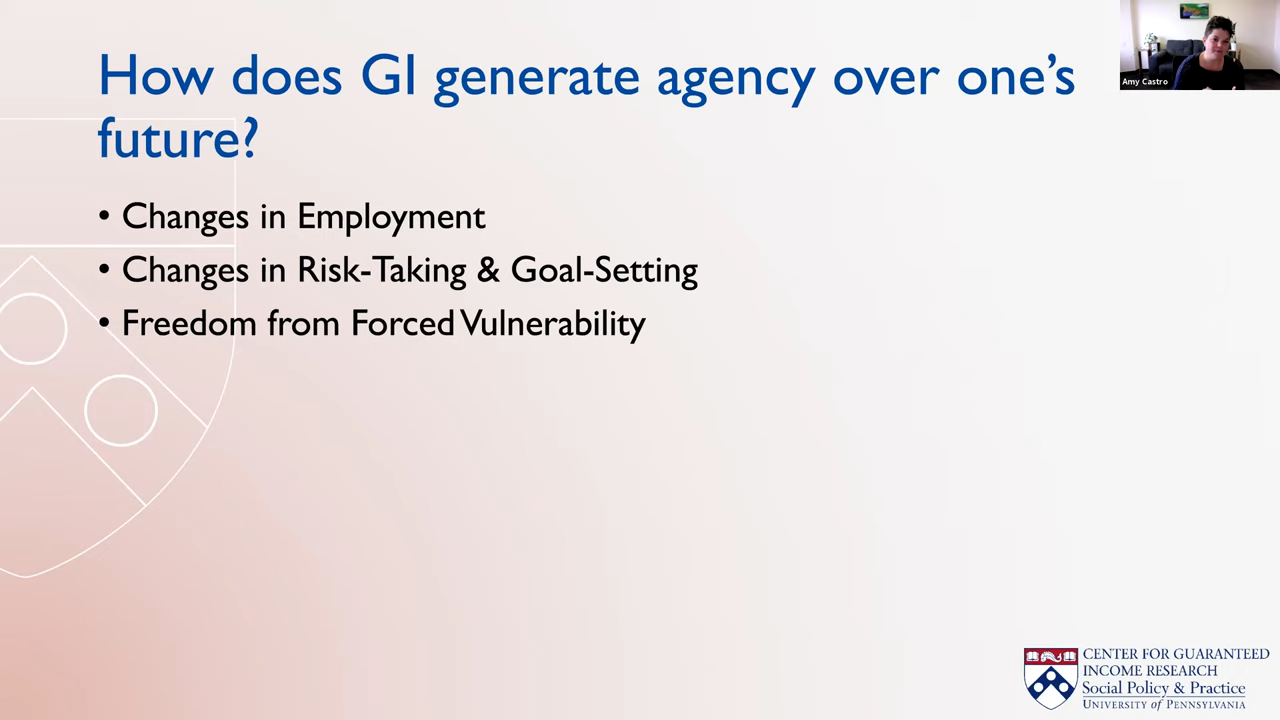 How does GI generate agency over one's
future?
• Changes in Employment
• Changes in Risk-Taking & Goal-Setting
• Freedom from Forced Vulnerability
Amy Castro
CENTER FOR GUARANTEED
INCOME RESEARCH
Social Policy & Practice
UNIVERSITY of PENNSYLVANIA